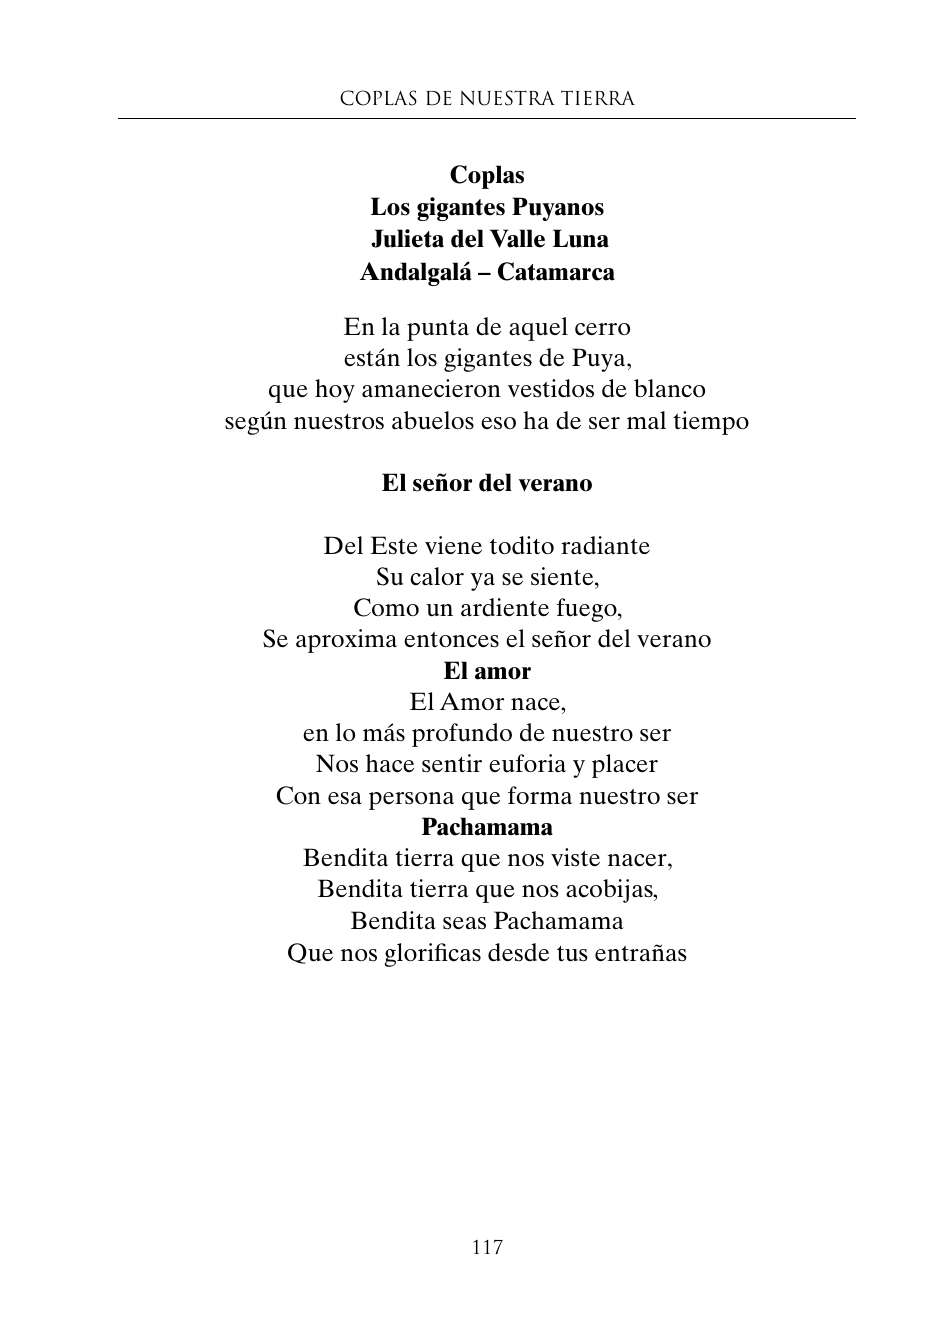 COPLAS DE NUESTRA TIERRA
Coplas
Los gigantes Puyanos
Julieta del Valle Luna
Andalgalá – Catamarca
En la punta de aquel cerro
están los gigantes de Puya,
que hoy amanecieron vestidos de blanco
según nuestros abuelos eso ha de ser mal tiempo
El señor del verano
Del Este viene todito radiante
Su calor ya se siente,
Como un ardiente fuego,
Se aproxima entonces el señor del verano
El amor
El Amor nace,
en lo más profundo de nuestro ser
Nos hace sentir euforia y placer
Con esa persona que forma nuestro ser
Pachamama
Bendita tierra que nos viste nacer,
Bendita tierra que nos acobijas,
Bendita seas Pachamama
Que nos glorificas desde tus entrañas
117